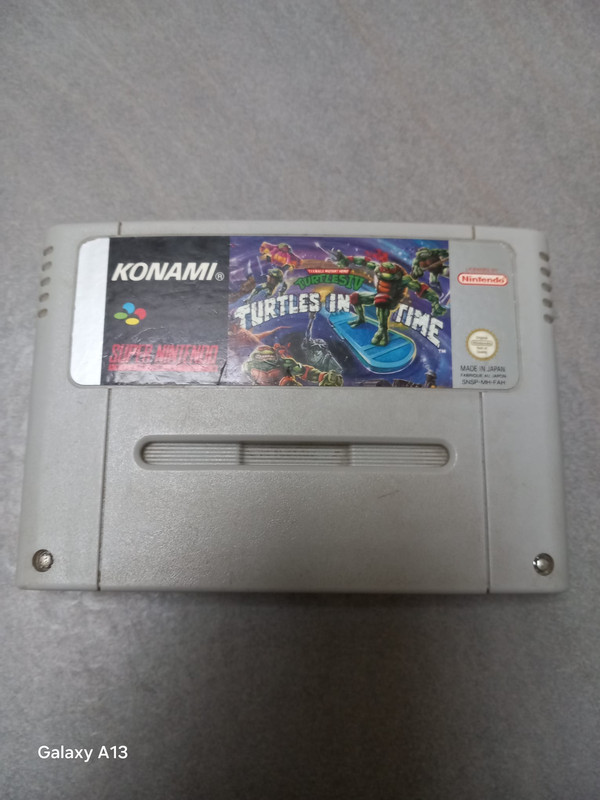 KONAMI®
SUPER NINTENDO
TEENAGE MUTANT NINJA
TURTLES IV
TURTLES IN TIME™
Nintendo®
MADE IN JAPAN
FABRIQUÉ AU JAPON
SNSP-MH-FAH
Galaxy A13